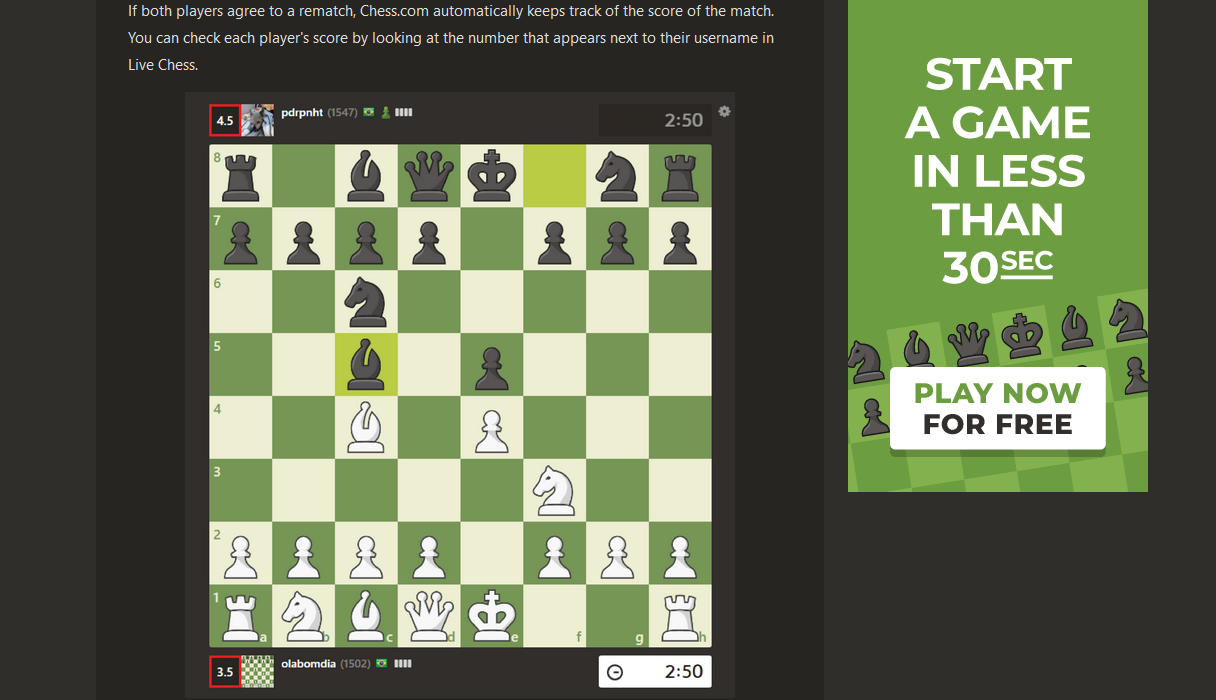 If both players agree to a rematch, Chess.com automatically keeps track of the score of the match.
You can check each player's score by looking at the number that appears next to their username in
Live Chess.
4.5
pdrpnht (1547)
2:50
8
7
6
5
4
3
2
1
a b c d e f g h
3.5
olabomdia (1502)
2:50
START
A GAME
IN LESS
THAN
30 SEC
PLAY NOW
FOR FREE